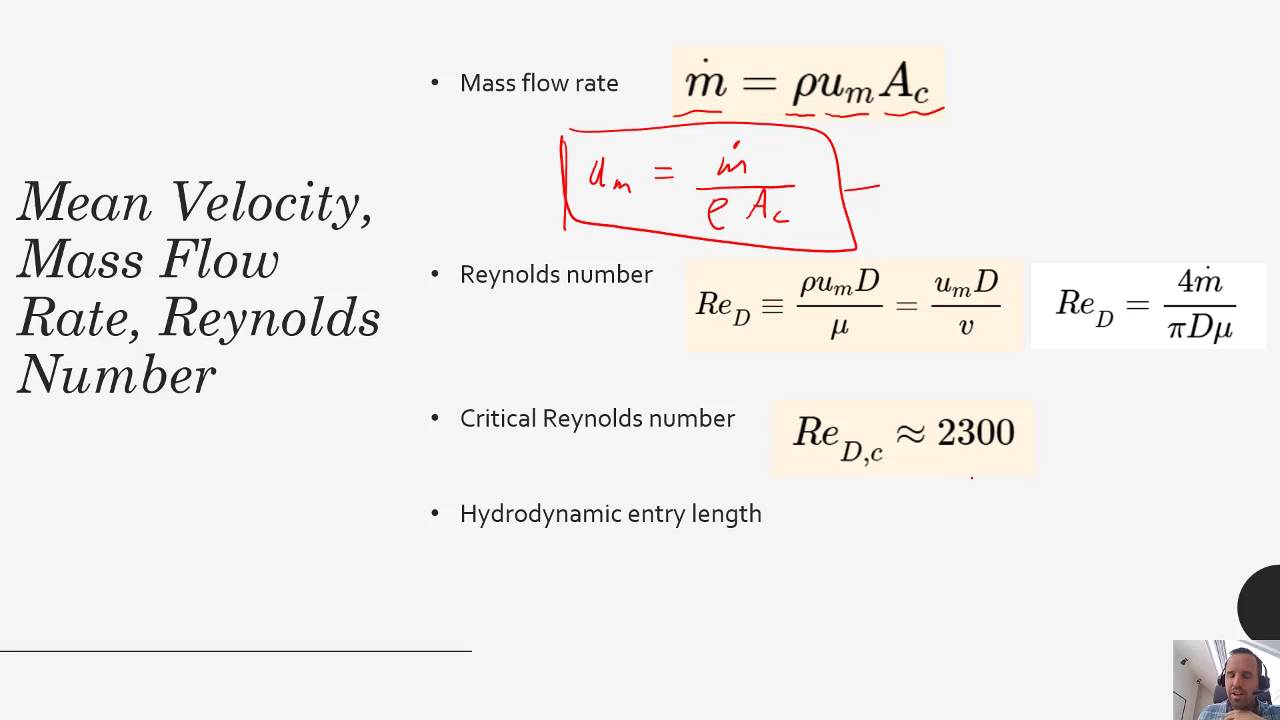 Mean Velocity,
Mass Flow
Rate, Reynolds
Number
• Mass flow rate
ṁ = ρu_m A_c
u_m = ṁ / (ρ A_c)
• Reynolds number
Re_D ≡ ρu_m D / μ = u_m D / v
Re_D = 4ṁ / (πDμ)
• Critical Reynolds number
Re_D,c ≈ 2300
• Hydrodynamic entry length